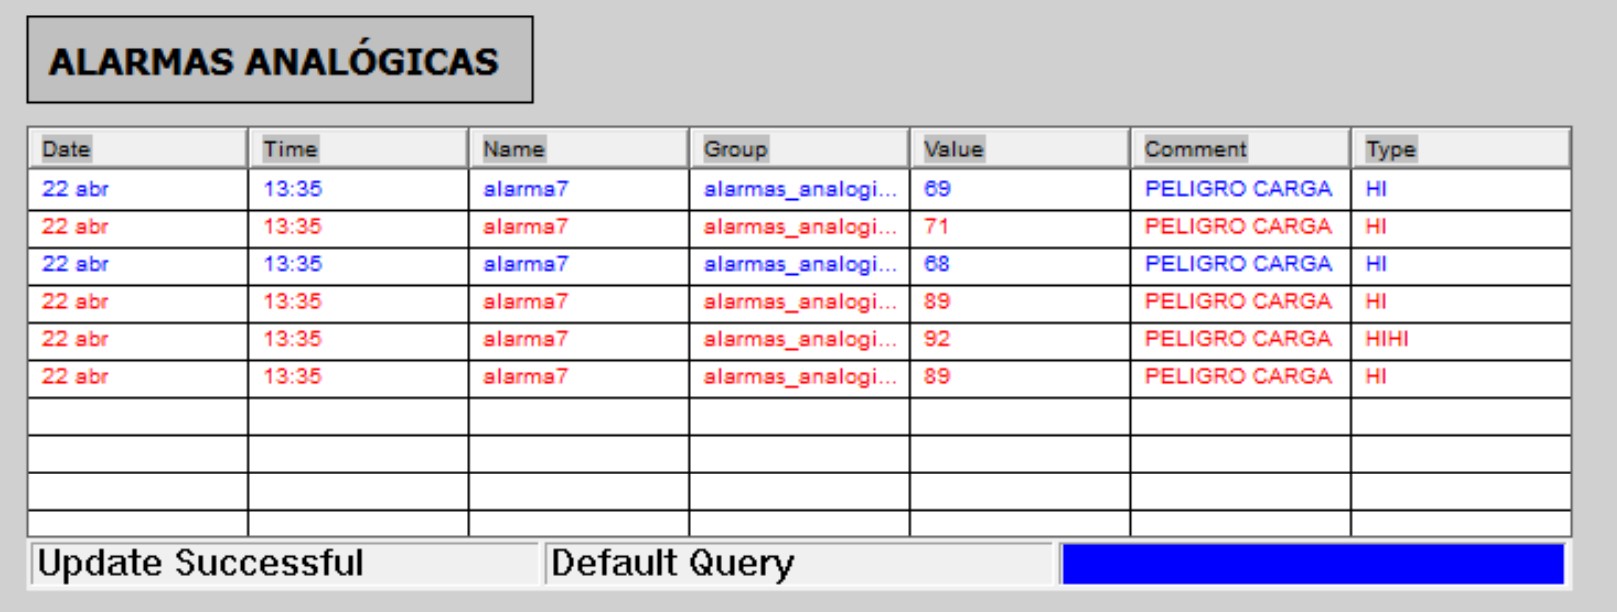 ALARMAS ANALÓGICAS
Date Time Name Group Value Comment Type
22 abr 13:35 alarma7 alarmas_analogi... 69 PELIGRO CARGA HI
22 abr 13:35 alarma7 alarmas_analogi... 71 PELIGRO CARGA HI
22 abr 13:35 alarma7 alarmas_analogi... 68 PELIGRO CARGA HI
22 abr 13:35 alarma7 alarmas_analogi... 89 PELIGRO CARGA HI
22 abr 13:35 alarma7 alarmas_analogi... 92 PELIGRO CARGA HIHI
22 abr 13:35 alarma7 alarmas_analogi... 89 PELIGRO CARGA HI
Update Successful Default Query